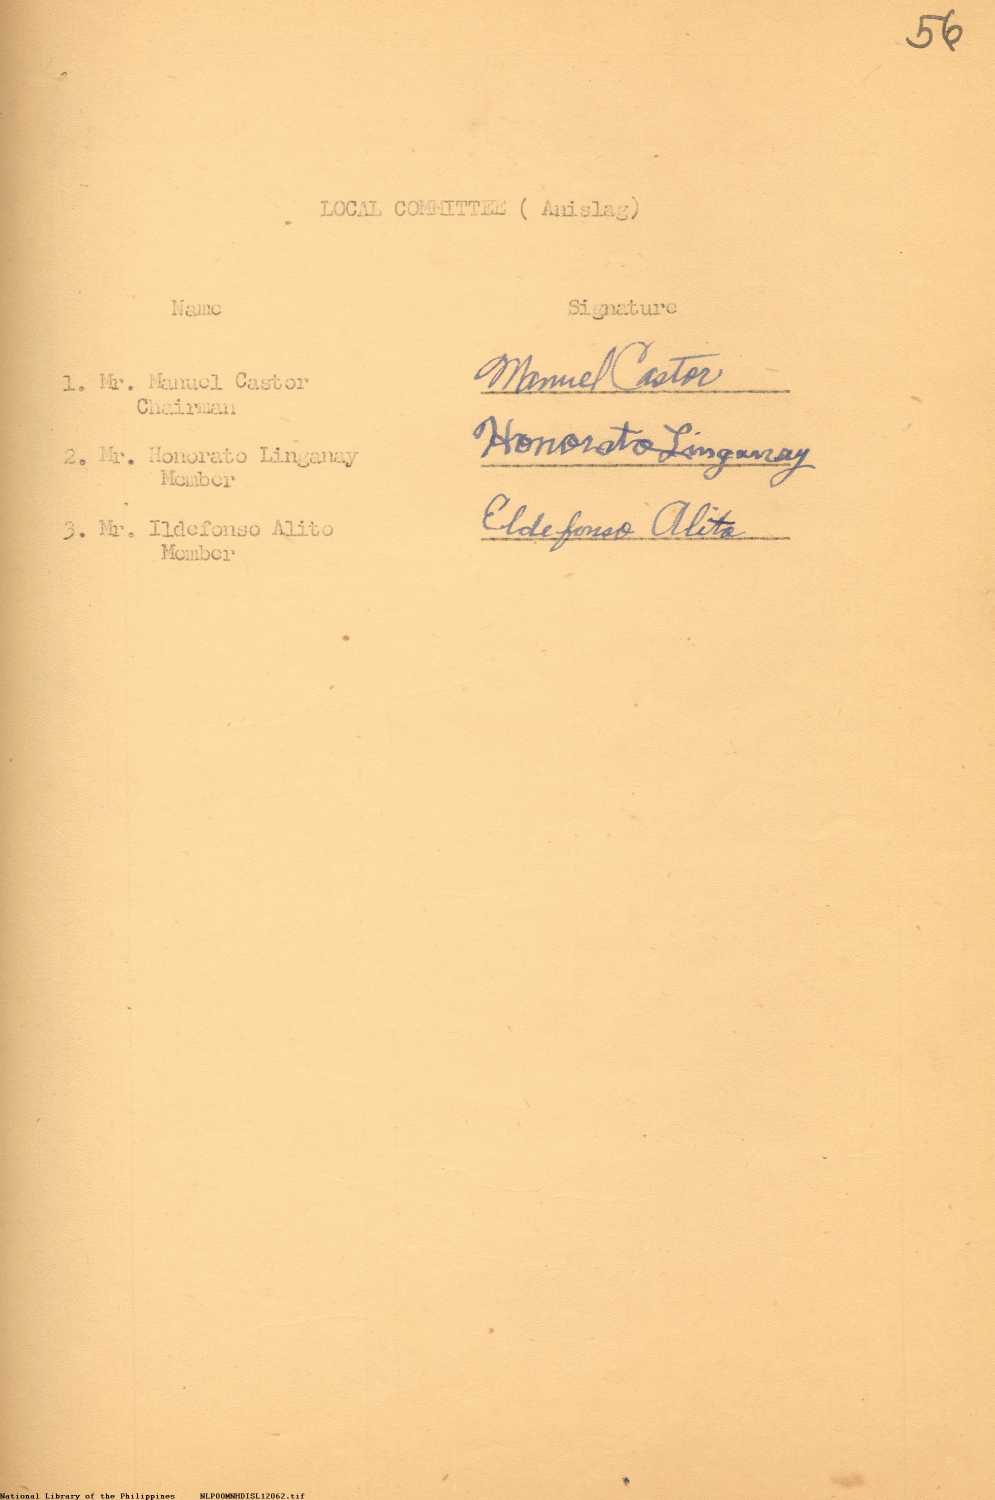 56
LOCAL COMMITTEE ( Anislag)
Name Signature
1. Mr. Manuel Castor Manuel Castor
Chairman
2. Mr. Honorato Linganay Honorato Linganay
Member
3. Mr. Ildefonso Alito Eldefonso Alito
Member
National Library of the Philippines NLPOOMNHDISL12062.tif